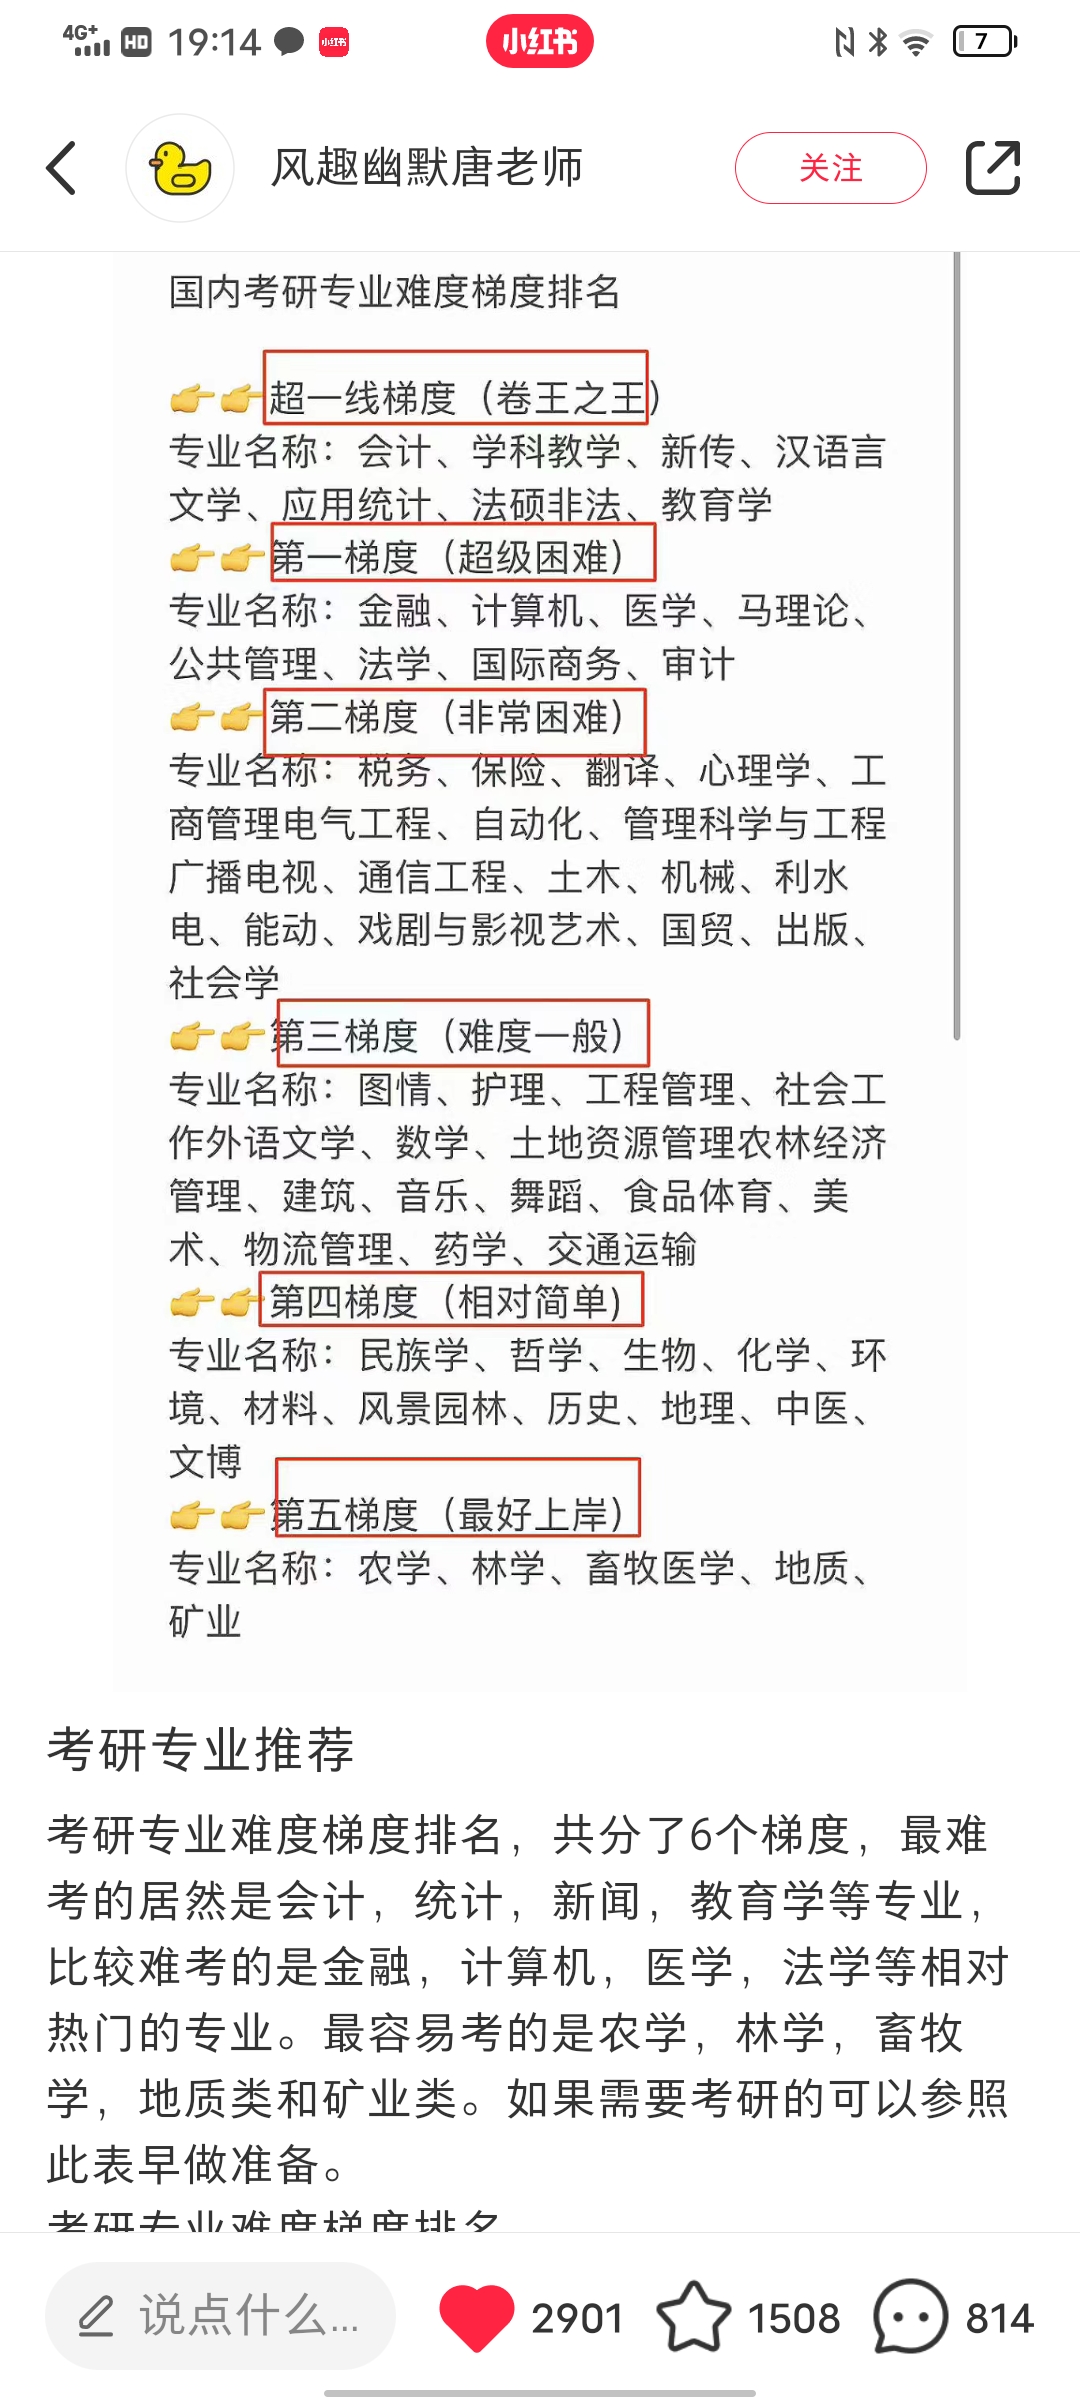 4G+ HD 19:14 小红书 小红书 7
风趣幽默唐老师 关注
国内考研专业难度梯度排名
👉👉超一线梯度（卷王之王）
专业名称：会计、学科教学、新传、汉语言
文学、应用统计、法硕非法、教育学
👉👉第一梯度（超级困难）
专业名称：金融、计算机、医学、马理论、
公共管理、法学、国际商务、审计
👉👉第二梯度（非常困难）
专业名称：税务、保险、翻译、心理学、工
商管理电气工程、自动化、管理科学与工程
广播电视、通信工程、土木、机械、利水
电、能动、戏剧与影视艺术、国贸、出版、
社会学
👉👉第三梯度（难度一般）
专业名称：图情、护理、工程管理、社会工
作外语文学、数学、土地资源管理农林经济
管理、建筑、音乐、舞蹈、食品体育、美
术、物流管理、药学、交通运输
👉👉第四梯度（相对简单)
专业名称：民族学、哲学、生物、化学、环
境、材料、风景园林、历史、地理、中医、
文博
👉👉第五梯度（最好上岸）
专业名称：农学、林学、畜牧医学、地质、
矿业
考研专业推荐
考研专业难度梯度排名，共分了6个梯度，最难
考的居然是会计，统计，新闻，教育学等专业，
比较难考的是金融，计算机，医学，法学等相对
热门的专业。最容易考的是农学，林学，畜牧
学，地质类和矿业类。如果需要考研的可以参照
此表早做准备。
考研专业难度梯度排名
说点什么... 2901 1508 814